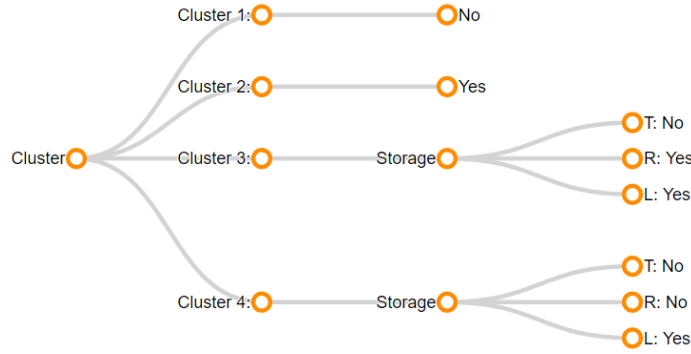 Cluster 1:
No
Cluster 2:
Yes
T: No
Cluster
Cluster 3:
Storage
R: Yes
L: Yes
T: No
Cluster 4:
Storage
R: No
L: Yes